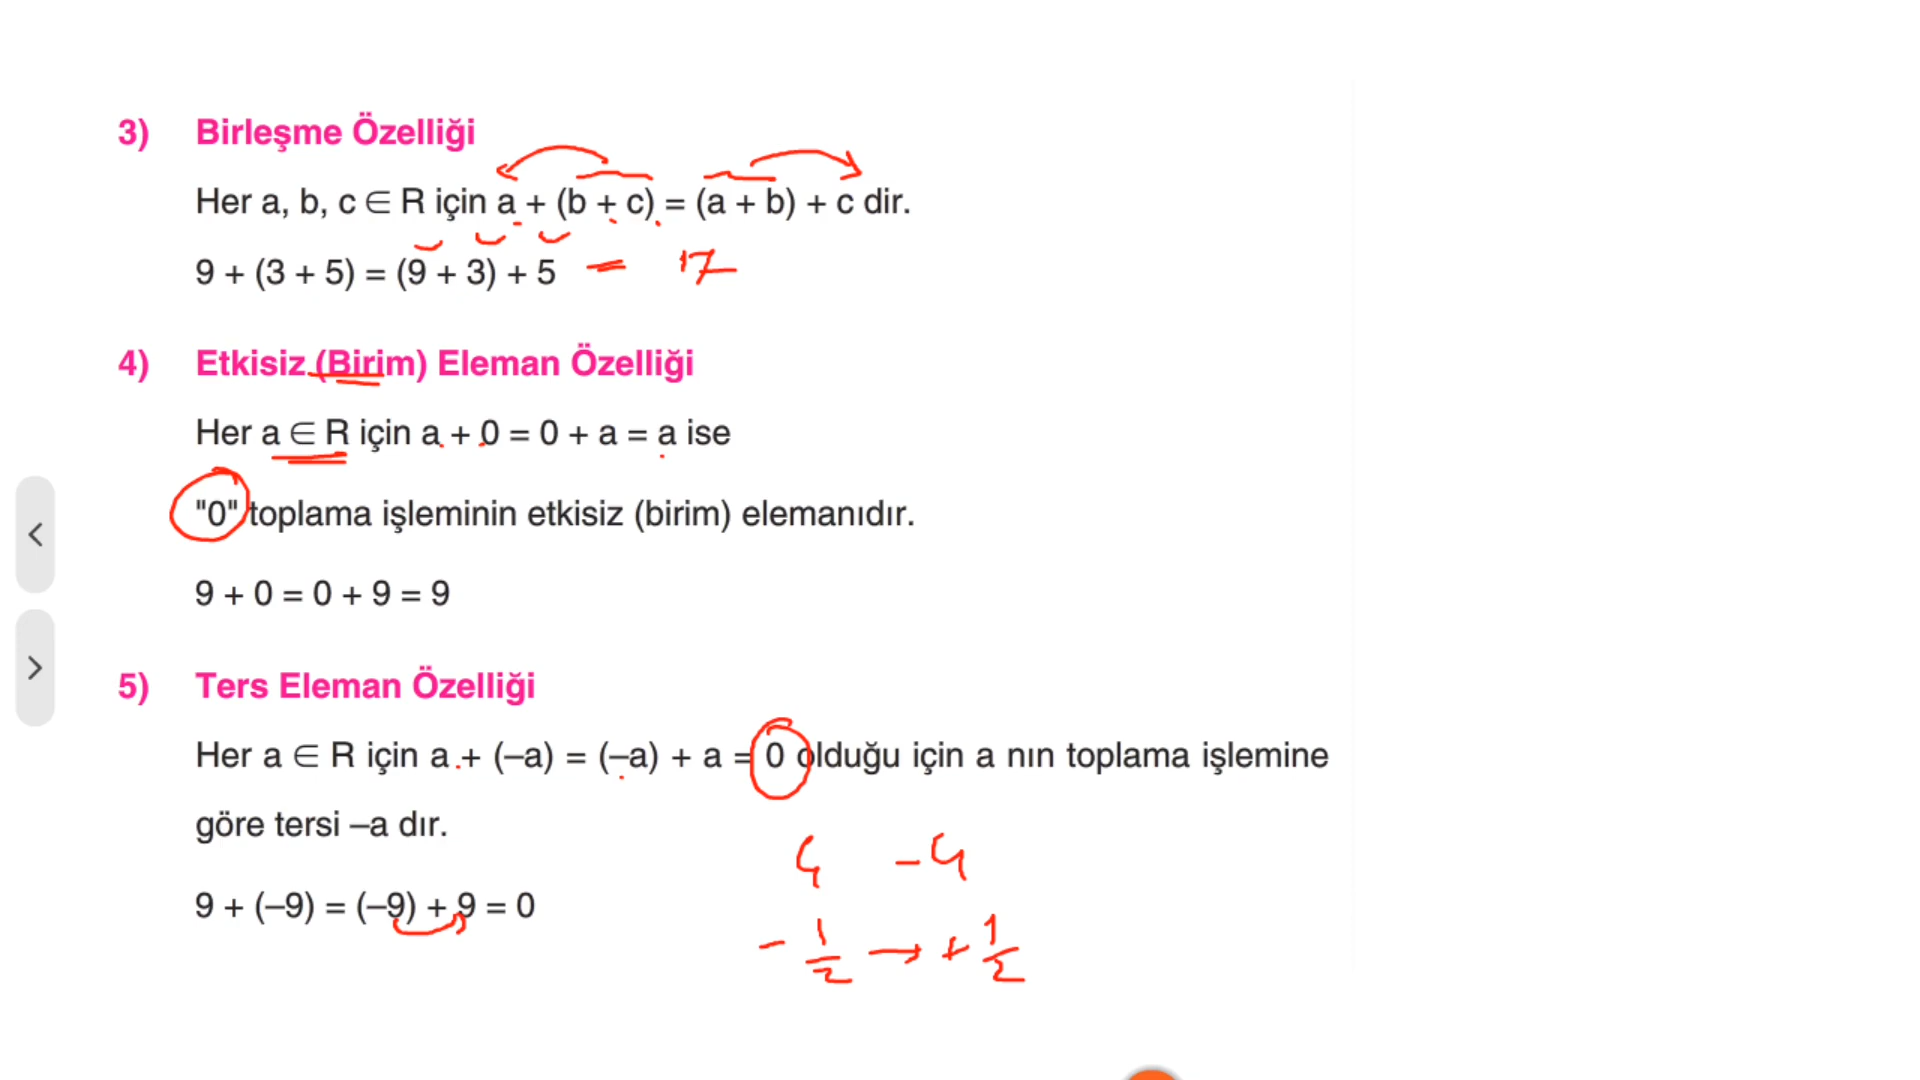 3) Birleşme Özelliği
Her a, b, c ∈ R için a + (b + c) = (a + b) + c dir.
9 + (3 + 5) = (9 + 3) + 5 = 17
4) Etkisiz (Birim) Eleman Özelliği
Her a ∈ R için a + 0 = 0 + a = a ise
"0" toplama işleminin etkisiz (birim) elemanıdır.
9 + 0 = 0 + 9 = 9
5) Ters Eleman Özelliği
Her a ∈ R için a + (–a) = (–a) + a = 0 olduğu için a nın toplama işlemine
göre tersi –a dır.
4 -4
9 + (–9) = (–9) + 9 = 0
- 1/2 → + 1/2